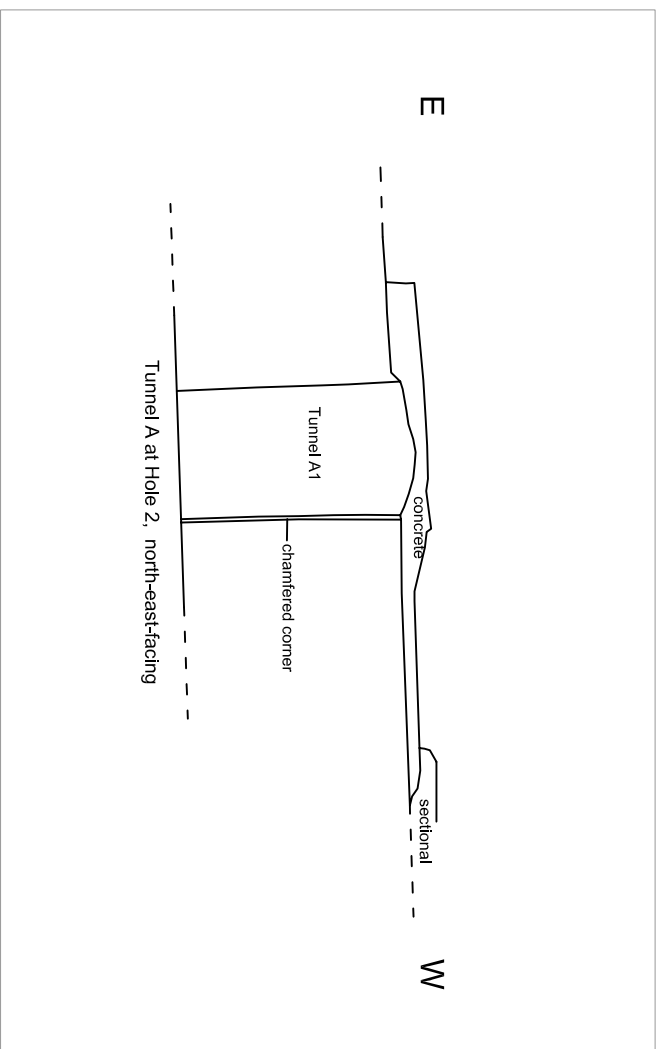 E
W
concrete
sectional
Tunnel A1
chamfered corner
Tunnel A at Hole 2, north-east-facing